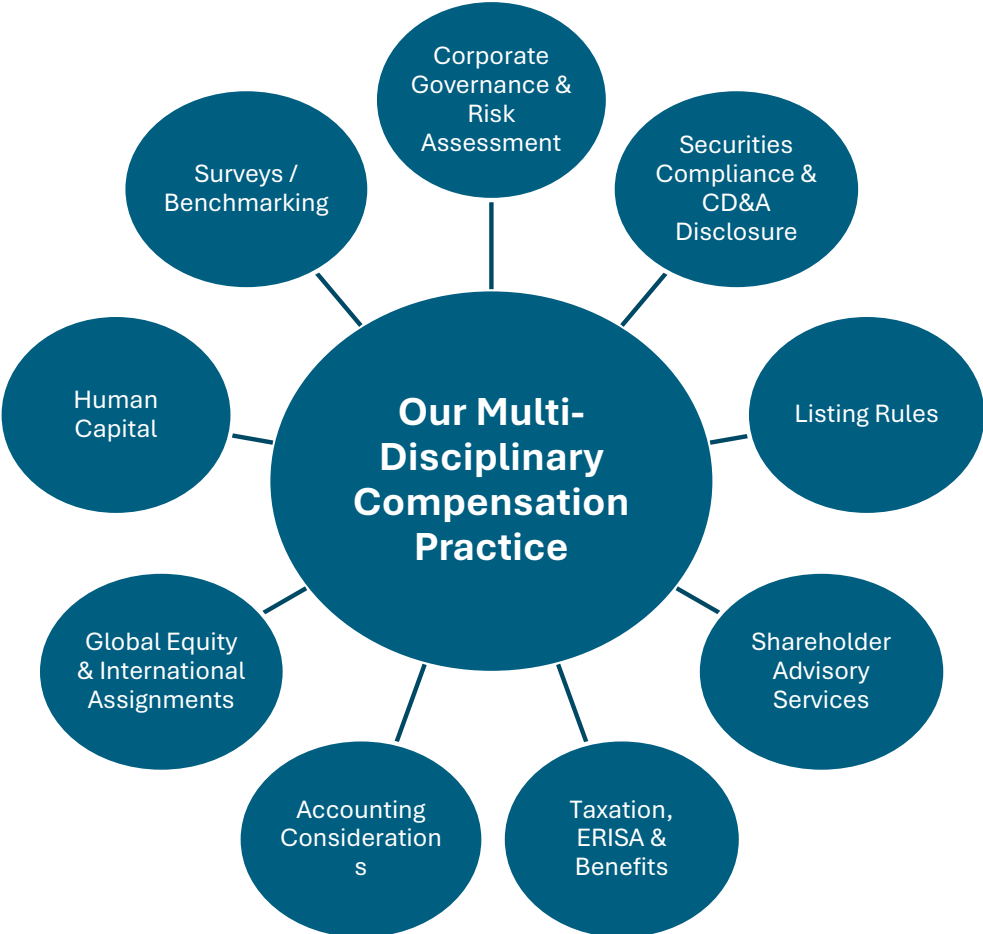 Corporate
Governance &
Risk
Assessment
Securities
Compliance &
CD&A
Disclosure
Listing Rules
Shareholder
Advisory
Services
Taxation,
ERISA &
Benefits
Accounting
Consideration
s
Global Equity
& International
Assignments
Human
Capital
Surveys /
Benchmarking
Our Multi-
Disciplinary
Compensation
Practice